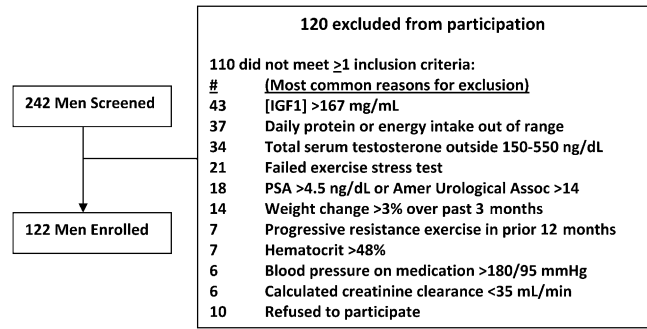 120 excluded from participation
110 did not meet >1 inclusion criteria:
# (Most common reasons for exclusion)
43 [IGF1] >167 mg/mL
37 Daily protein or energy intake out of range
34 Total serum testosterone outside 150-550 ng/dL
21 Failed exercise stress test
18 PSA >4.5 ng/dL or Amer Urological Assoc >14
14 Weight change >3% over past 3 months
7 Progressive resistance exercise in prior 12 months
7 Hematocrit >48%
6 Blood pressure on medication >180/95 mmHg
6 Calculated creatinine clearance <35 mL/min
10 Refused to participate
242 Men Screened
122 Men Enrolled